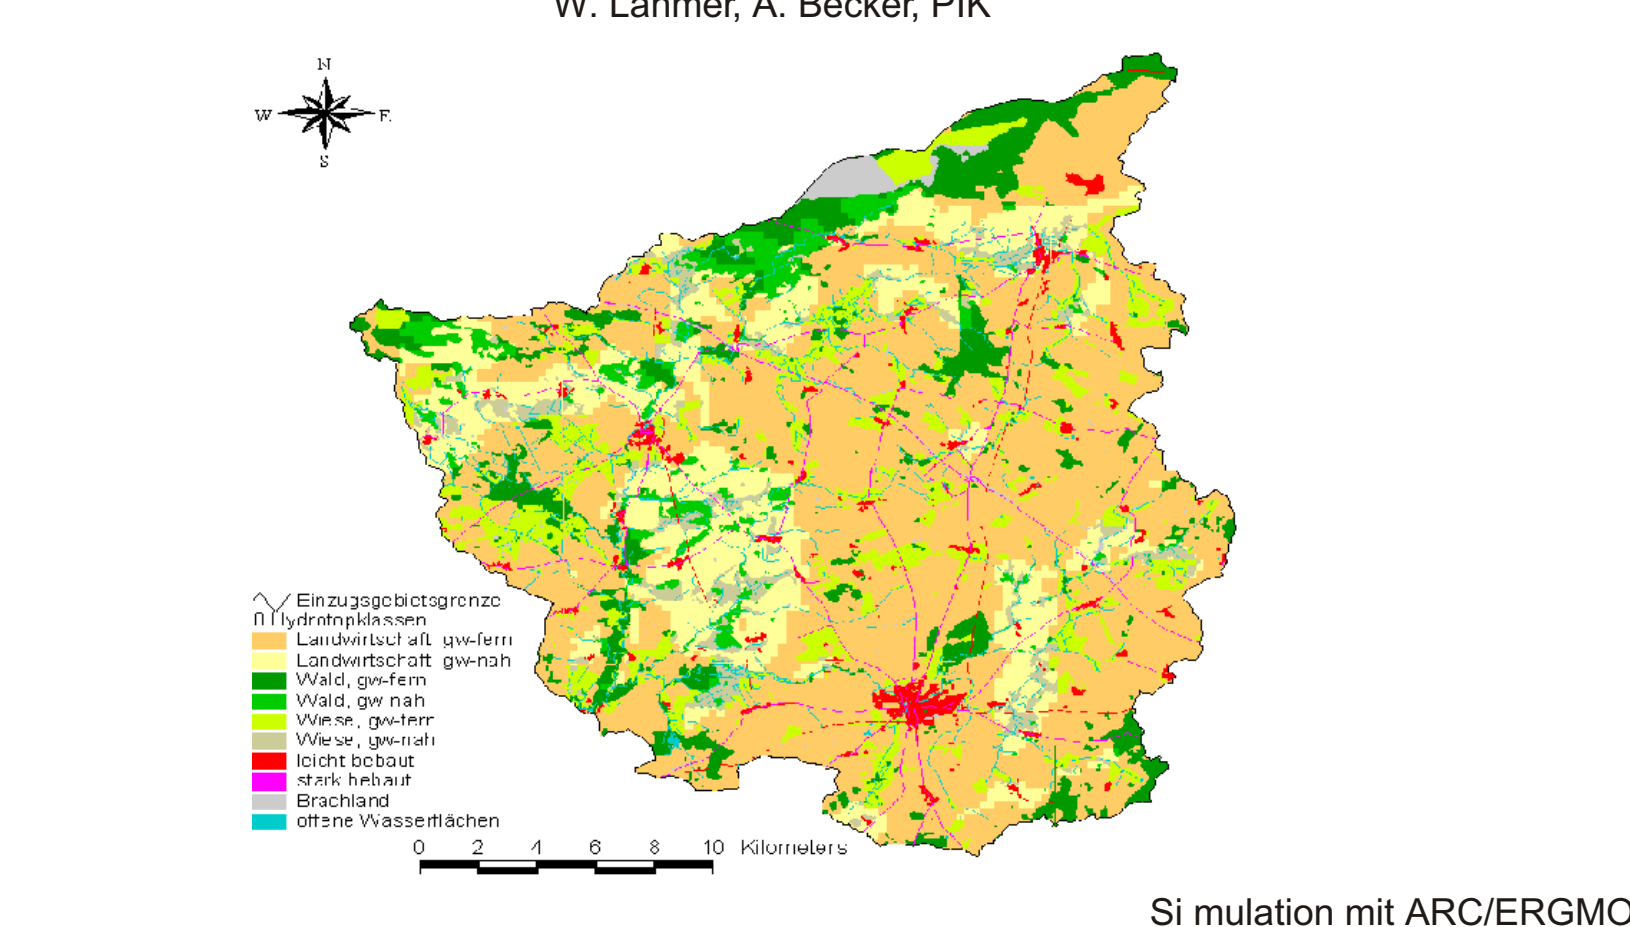 W. Lahmer, A. Becker, PIK
N
W E
S
Einzugsgebietsgrenze
Hydrotopklassen
Landwirtschaft, gw-fern
Landwirtschaft, gw-nah
Wald, gw-fern
Wald, gw-nah
Wiese, gw-fern
Wiese, gw-nah
leicht bebaut
stark bebaut
Brachland
offene Wasserflächen
0 2 4 6 8 10 Kilometers
Si mulation mit ARC/ERGMO